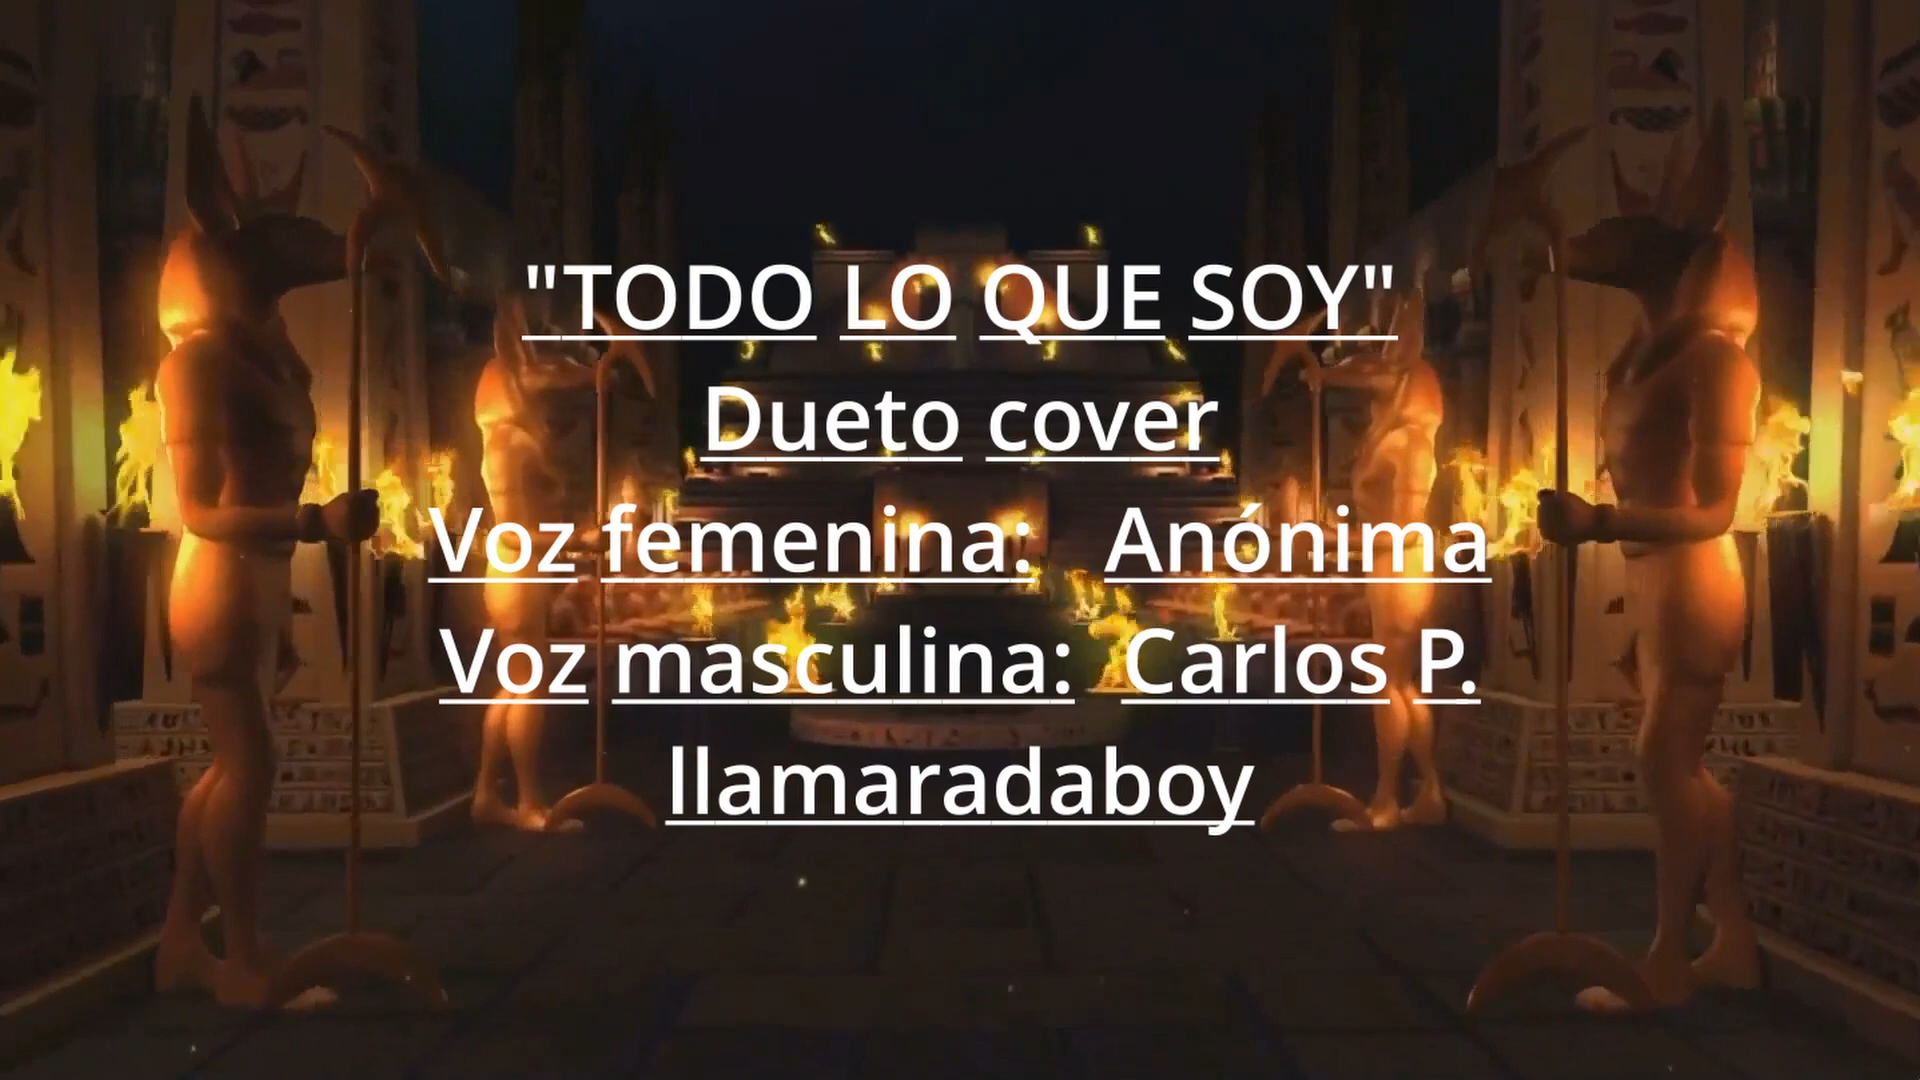 "TODO LO QUE SOY"
Dueto cover
Voz femenina: Anónima
Voz masculina: Carlos P.
llamaradaboy